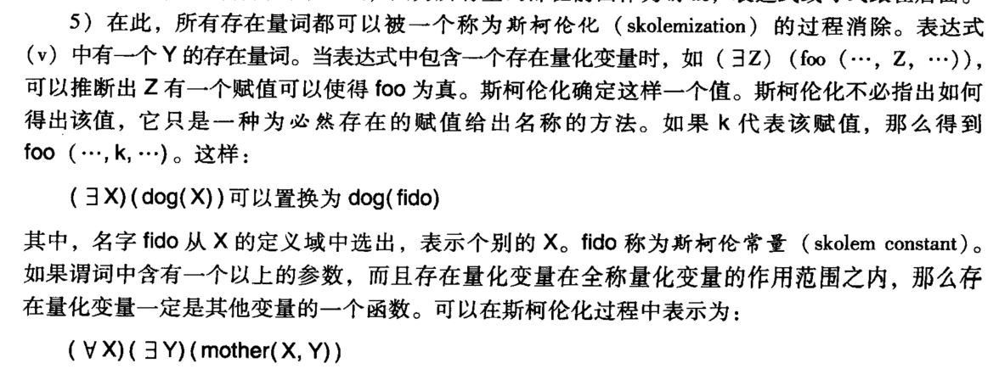 5）在此，所有存在量词都可以被一个称为斯柯伦化（skolemization）的过程消除。表达式
（v）中有一个 Y 的存在量词。当表达式中包含一个存在量化变量时，如（∃Z）（foo（…，Z，…）），
可以推断出 Z 有一个赋值可以使得 foo 为真。斯柯伦化确定这样一个值。斯柯伦化不必指出如何
得出该值，它只是一种为必然存在的赋值给出名称的方法。如果 k 代表该赋值，那么得到
foo（…, k, …）。这样：
(∃X)(dog(X))可以置换为 dog(fido)
其中，名字 fido 从 X 的定义域中选出，表示个别的 X。fido 称为斯柯伦常量（skolem constant）。
如果谓词中含有一个以上的参数，而且存在量化变量在全称量化变量的作用范围之内，那么存
在量化变量一定是其他变量的一个函数。可以在斯柯伦化过程中表示为：
(∀X)(∃Y)(mother(X, Y))